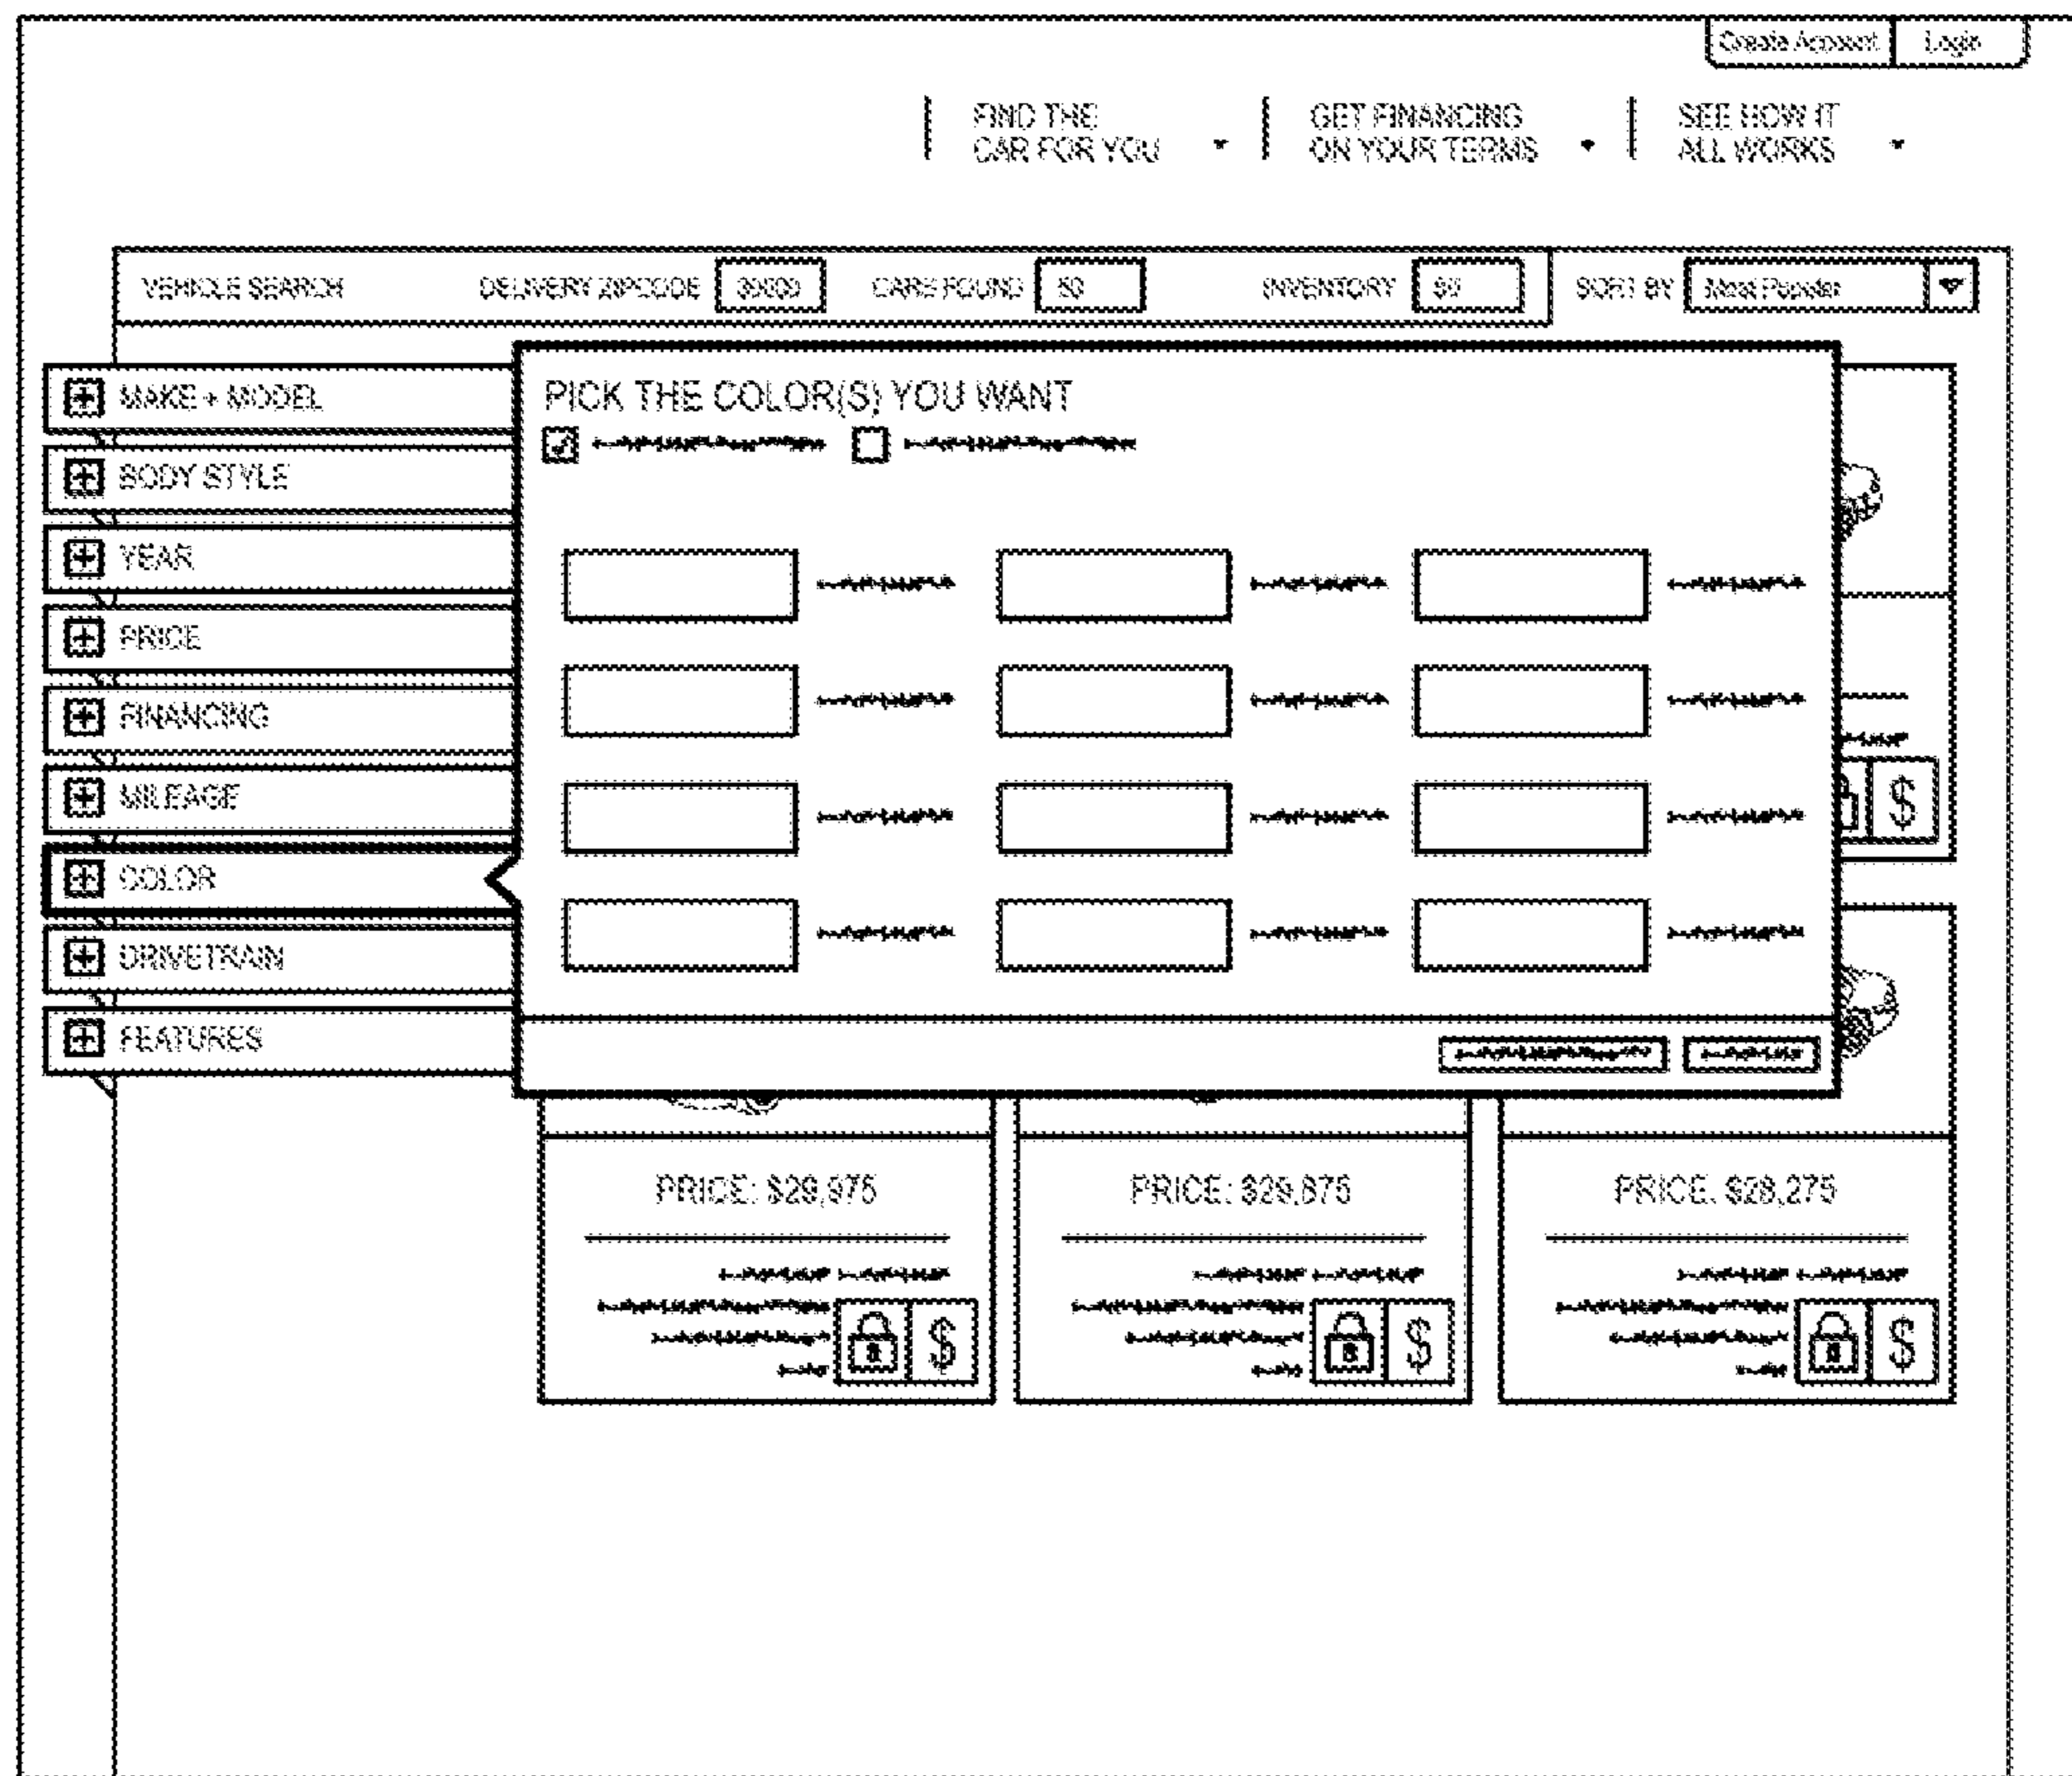 Create Account Login
FIND THE
CAR FOR YOU
GET FINANCING
ON YOUR TERMS
SEE HOW IT
ALL WORKS
VEHICLE SEARCH DELIVERY ZIPCODE CARS FOUND 50 INVENTORY SORT BY Most Popular
MAKE + MODEL
BODY STYLE
YEAR
PRICE
FINANCING
MILEAGE
COLOR
DRIVETRAIN
FEATURES
PICK THE COLOR(S) YOU WANT
$
PRICE: $29,975 PRICE: $29,875 PRICE: $28,275
$ $ $